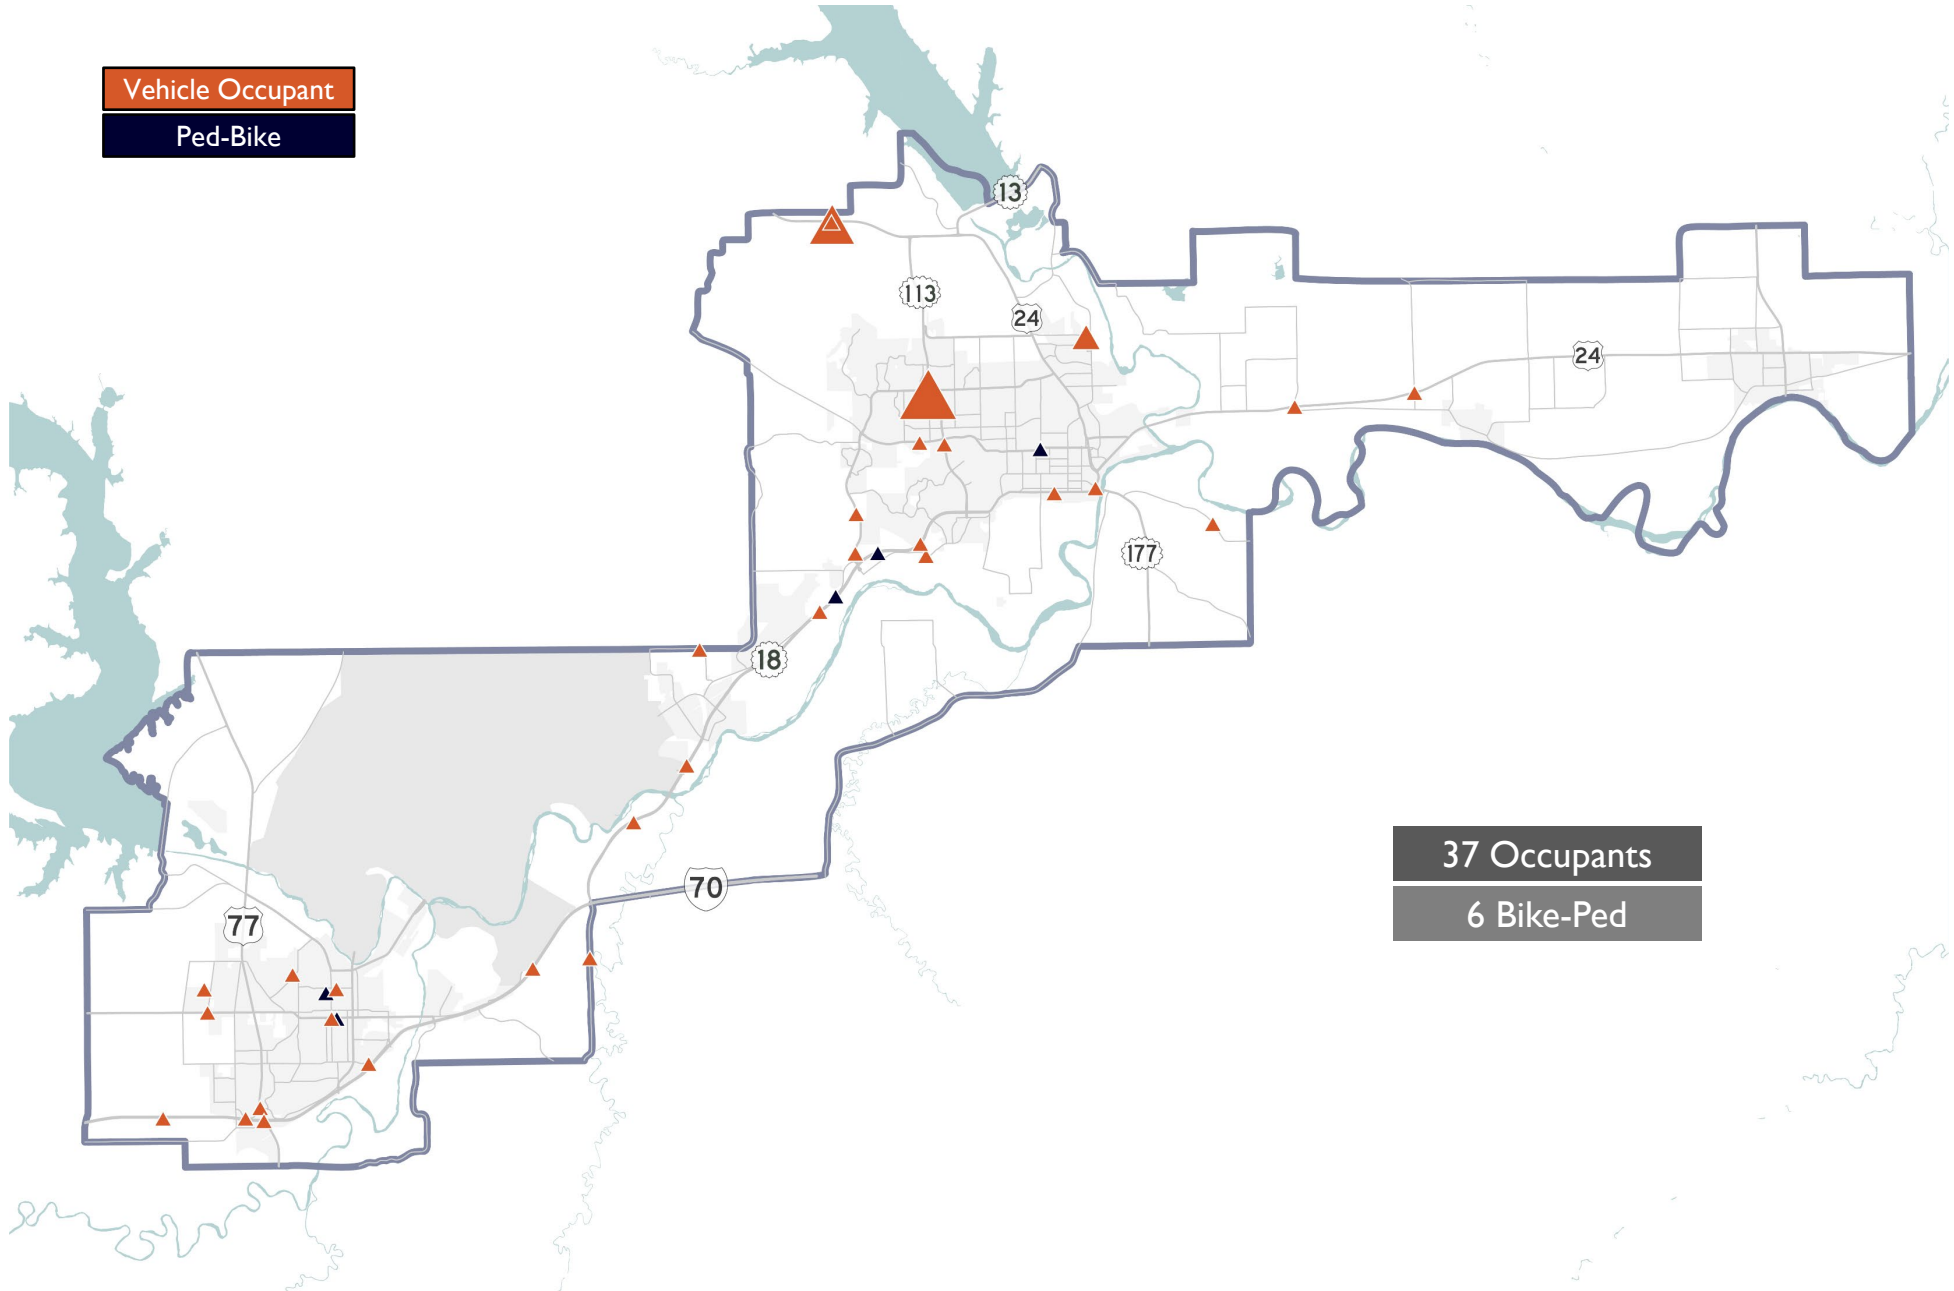 Vehicle Occupant
Ped-Bike
13
113
24
24
177
18
37 Occupants
70
6 Bike-Ped
77